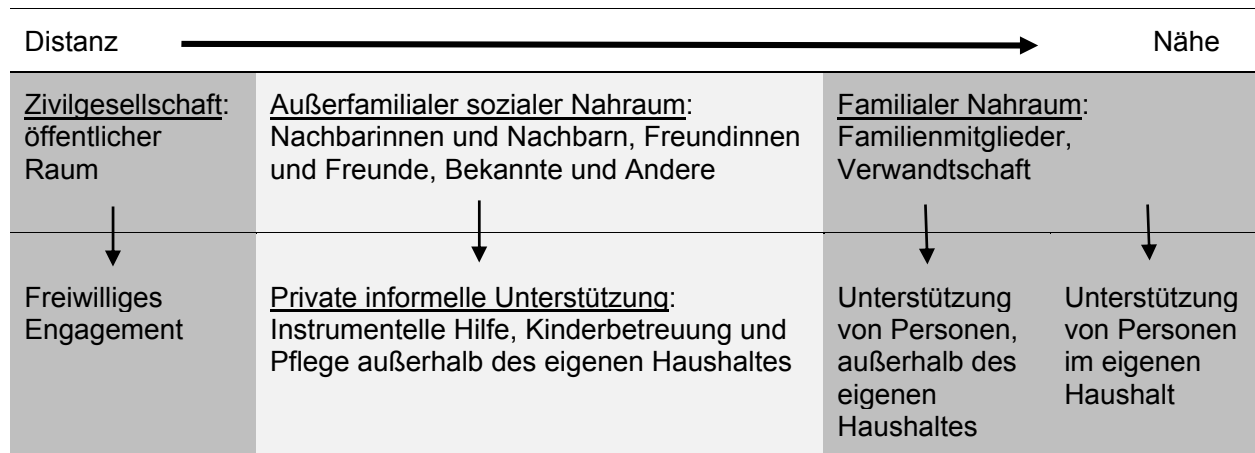 Distanz
Nähe
Zivilgesellschaft:
öffentlicher
Raum
Außerfamilialer sozialer Nahraum:
Nachbarinnen und Nachbarn, Freundinnen
und Freunde, Bekannte und Andere
Familialer Nahraum:
Familienmitglieder,
Verwandtschaft
Freiwilliges
Engagement
Private informelle Unterstützung:
Instrumentelle Hilfe, Kinderbetreuung und
Pflege außerhalb des eigenen Haushaltes
Unterstützung
von Personen,
außerhalb des
eigenen
Haushaltes
Unterstützung
von Personen
im eigenen
Haushalt